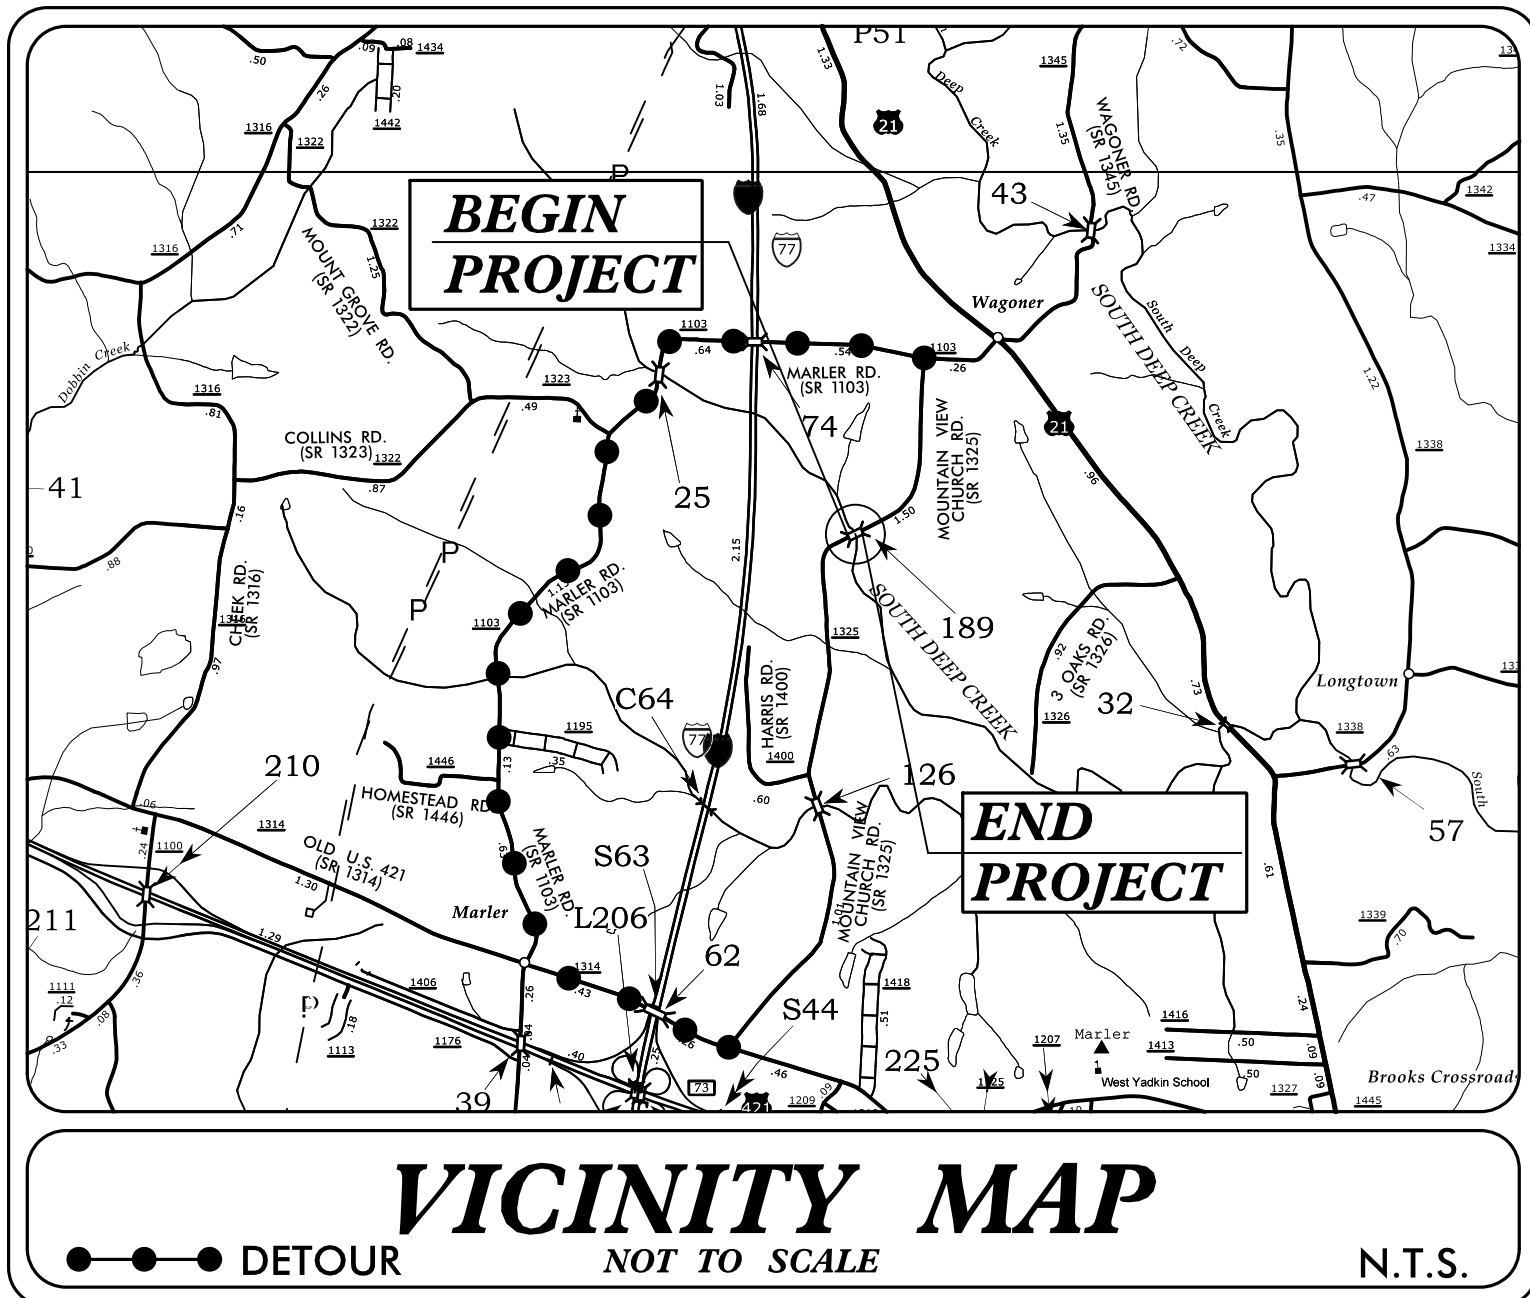 P51
.09
.08
1434
.50
.26
.20
1442
1316
1322
1.03
1.68
1.33
Deep
Creek
21
1345
1.35
WAGONER RD.
(SR 1345)
43
.72
.35
1342
.47
1334
P
BEGIN
PROJECT
77
1316
.71
1322
1.25
MOUNT GROVE RD.
(SR 1322)
Wagoner
SOUTH DEEP CREEK
South
Deep
Creek
Dobbin Creek
1103
.64
.54
1103
.26
MARLER RD.
(SR 1103)
1316
.81
1323
.49
74
MOUNTAIN VIEW
CHURCH RD.
(SR 1325)
21
.96
1.22
1338
COLLINS RD.
(SR 1323)
1322
.87
41
25
.16
1.50
2.15
P
.88
CHEEK RD.
(SR 1316)
1316
P
MARLER RD.
(SR 1103)
1103
1325
SOUTH DEEP CREEK
189
3 OAKS RD.
(SR 1326)
.92
.97
HARRIS RD.
(SR 1400)
C64
77
32
1326
.73
Longtown
1338
.63
1195
.35
.13
1446
HOMESTEAD RD.
(SR 1446)
210
1400
.60
126
South
57
.06
1314
.24
1100
OLD U.S. 421
(SR 1314)
1.30
MARLER RD.
(SR 1103)
S63
MOUNTAIN VIEW
CHURCH RD.
(SR 1325)
1.01
END
PROJECT
.61
211
Marler
L206
62
1339
.70
1.29
.36
1314
.43
1406
.26
1418
.51
1111
.12
.08
.33
P
.18
1113
1176
.04
.04
.40
.25
.26
S44
.46
225
1207
Marler
1416
.50
1413
.50
.24
.09
.09
39
73
421
1209
.09
1125
West Yadkin School
1327
1445
Brooks Crossroads
VICINITY MAP
DETOUR
NOT TO SCALE
N.T.S.